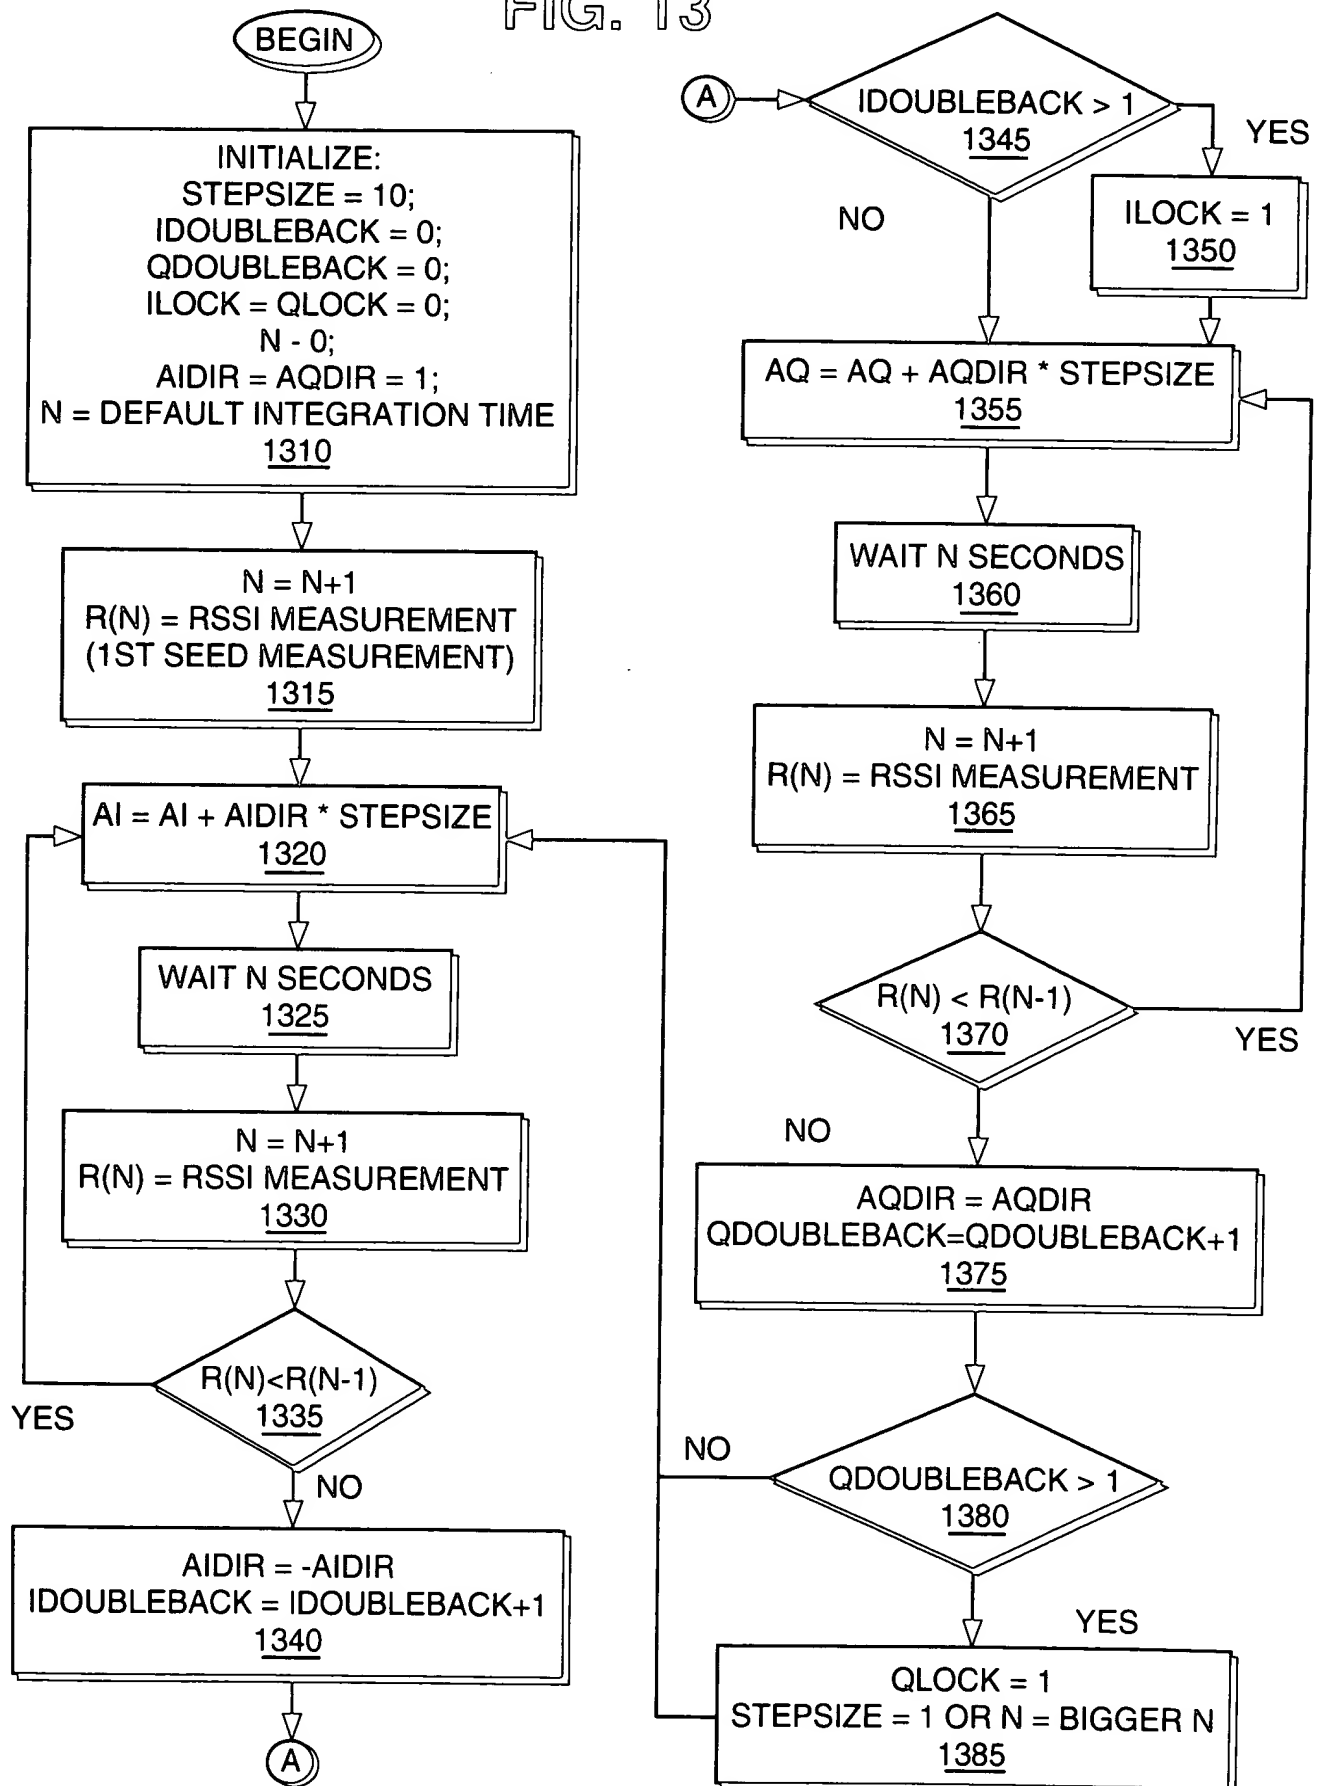 FIG. 13
BEGIN
INITIALIZE:
STEPSIZE = 10;
IDOUBLEBACK = 0;
QDOUBLEBACK = 0;
ILOCK = QLOCK = 0;
N - 0;
AIDIR = AQDIR = 1;
N = DEFAULT INTEGRATION TIME
1310
N = N+1
R(N) = RSSI MEASUREMENT
(1ST SEED MEASUREMENT)
1315
AI = AI + AIDIR * STEPSIZE
1320
WAIT N SECONDS
1325
N = N+1
R(N) = RSSI MEASUREMENT
1330
R(N)<R(N-1)
1335
YES
NO
AIDIR = -AIDIR
IDOUBLEBACK = IDOUBLEBACK+1
1340
A
A
IDOUBLEBACK > 1
1345
YES
NO
ILOCK = 1
1350
AQ = AQ + AQDIR * STEPSIZE
1355
WAIT N SECONDS
1360
N = N+1
R(N) = RSSI MEASUREMENT
1365
R(N) < R(N-1)
1370
YES
NO
AQDIR = AQDIR
QDOUBLEBACK=QDOUBLEBACK+1
1375
NO
QDOUBLEBACK > 1
1380
YES
QLOCK = 1
STEPSIZE = 1 OR N = BIGGER N
1385